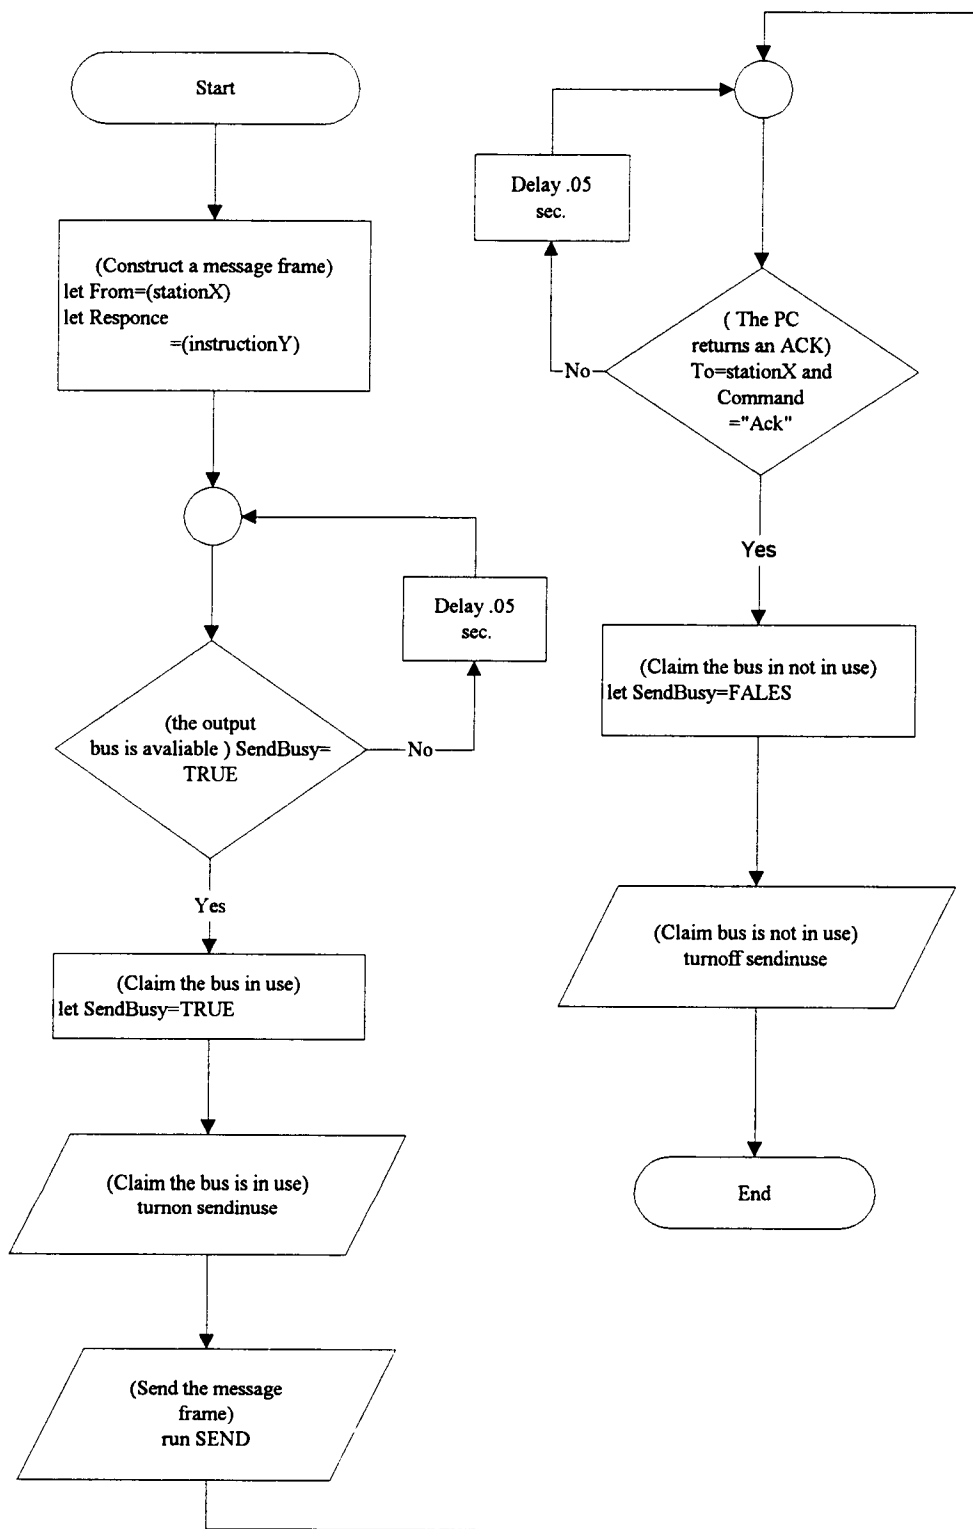 Start
(Construct a message frame)
let From=(stationX)
let Responce
=(instructionY)
Delay .05
sec.
(the output
bus is avaliable ) SendBusy=
TRUE
No
Yes
(Claim the bus in use)
let SendBusy=TRUE
(Claim the bus is in use)
turnon sendinuse
(Send the message
frame)
run SEND
Delay .05
sec.
( The PC
returns an ACK)
To=stationX and
Command
="Ack"
No
Yes
(Claim the bus in not in use)
let SendBusy=FALES
(Claim bus is not in use)
turnoff sendinuse
End